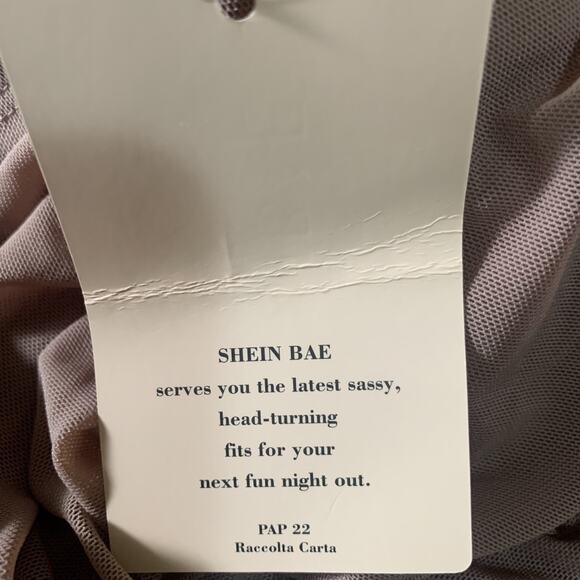 SHEIN BAE
serves you the latest sassy,
head-turning
fits for your
next fun night out.
PAP 22
Raccolta Carta